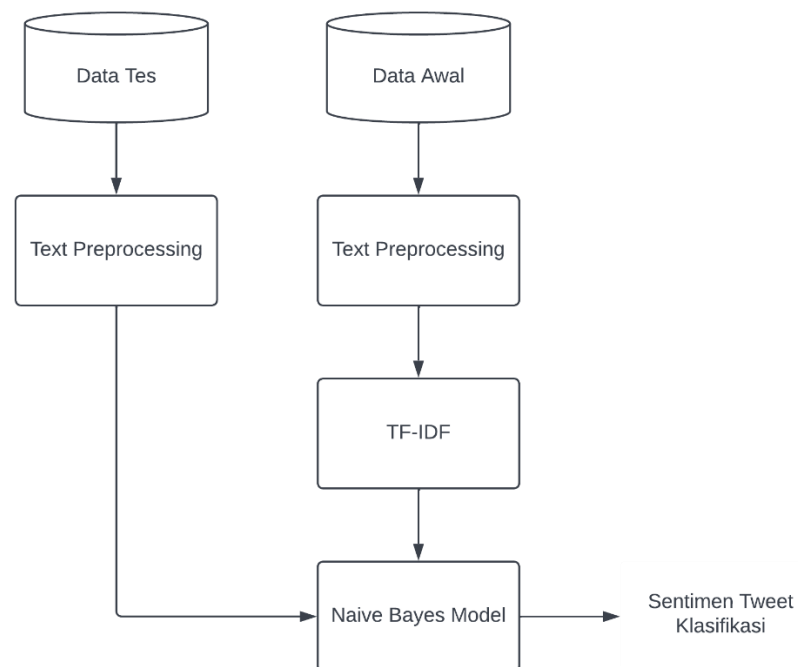 Data Tes
Data Awal
Text Preprocessing
Text Preprocessing
TF-IDF
Naive Bayes Model
Sentimen Tweet
Klasifikasi